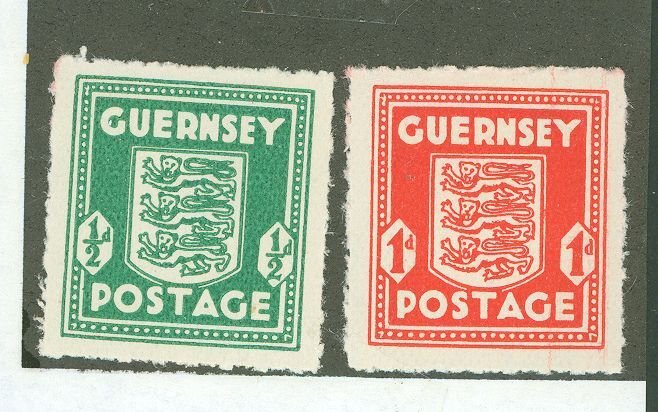 GUERNSEY
½d ½d
POSTAGE
GUERNSEY
1d 1d
POSTAGE